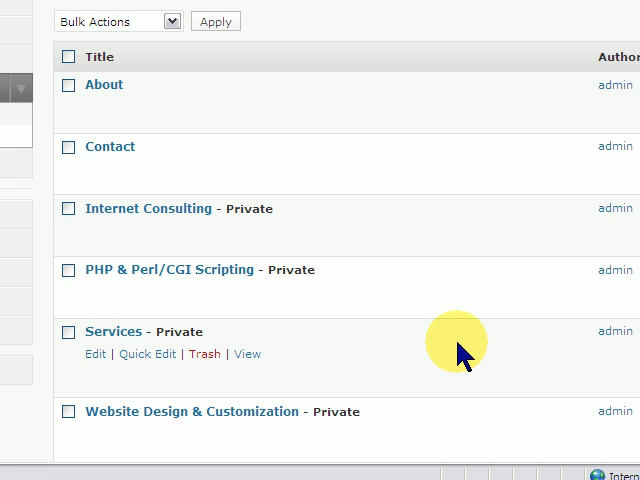 Bulk Actions Apply
Title Author
About admin
Contact admin
Internet Consulting - Private admin
PHP & Perl/CGI Scripting - Private admin
Services - Private admin
Edit | Quick Edit | Trash | View
Website Design & Customization - Private admin
Intern